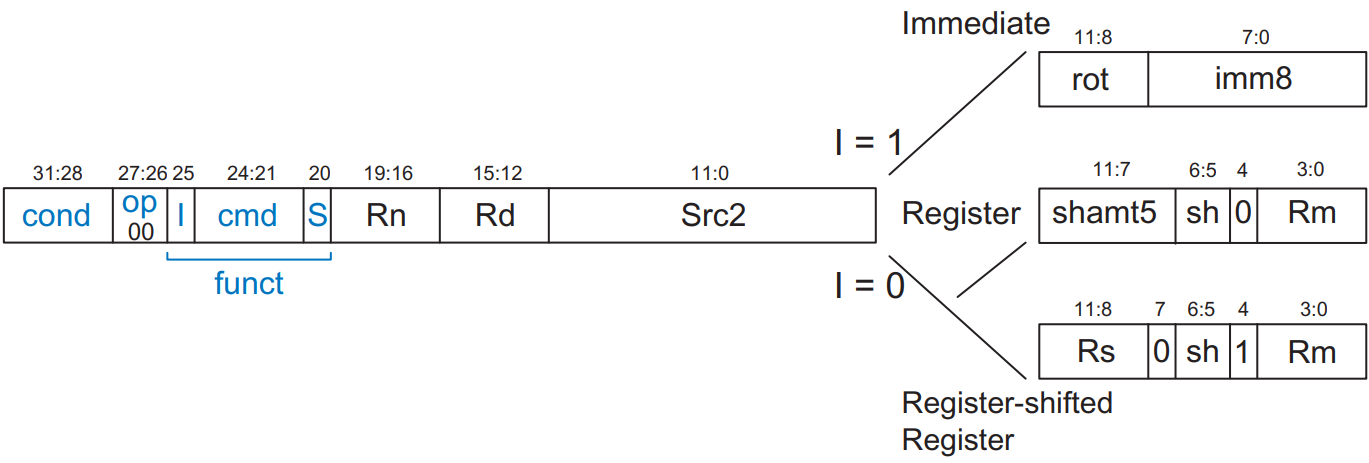 Immediate
11:8 7:0
rot imm8
I = 1
31:28 27:26 25 24:21 20 19:16 15:12 11:0
cond op 00 I cmd S Rn Rd Src2
funct
Register
11:7 6:5 4 3:0
shamt5 sh 0 Rm
I = 0
11:8 7 6:5 4 3:0
Rs 0 sh 1 Rm
Register-shifted
Register